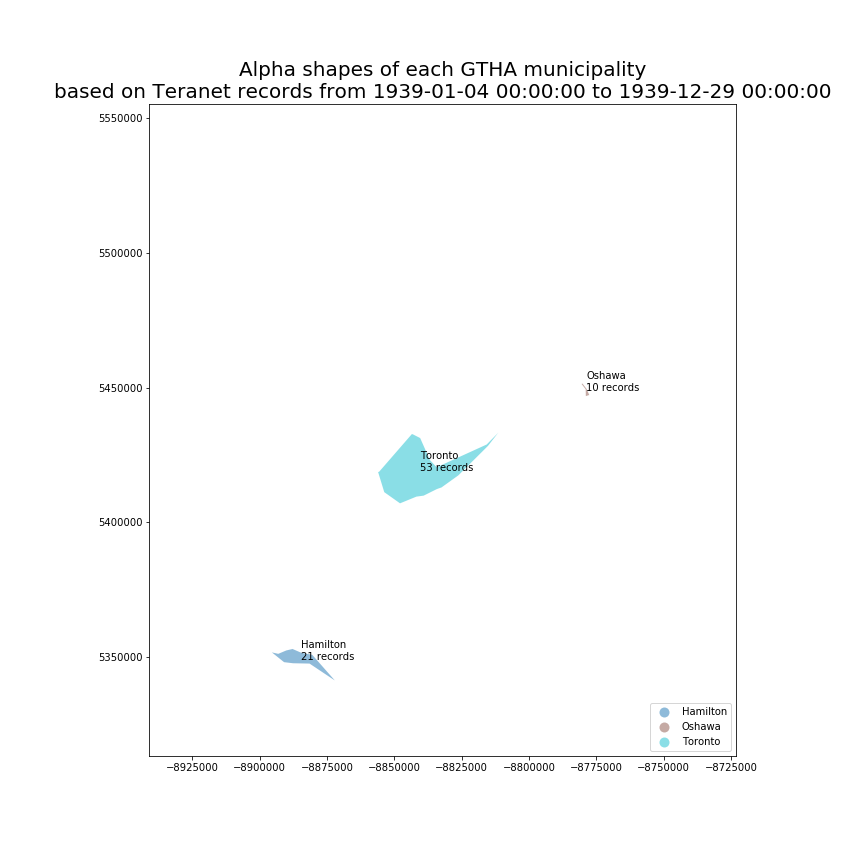 Alpha shapes of each GTHA municipality
based on Teranet records from 1939-01-04 00:00:00 to 1939-12-29 00:00:00
5550000
5500000
5450000
5400000
5350000
Oshawa
10 records
Toronto
53 records
Hamilton
21 records
Hamilton
Oshawa
Toronto
−8925000 −8900000 −8875000 −8850000 −8825000 −8800000 −8775000 −8750000 −8725000